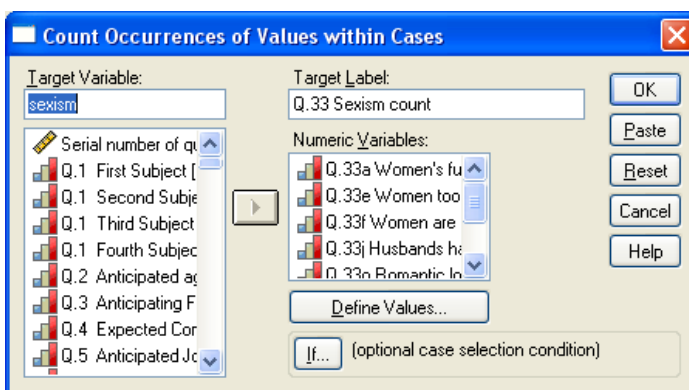 Count Occurrences of Values within Cases
Target Variable:
sexism
Target Label:
Q.33 Sexism count
Serial number of qu
Q.1 First Subject [
Q.1 Second Subje
Q.1 Third Subject
Q.1 Fourth Subjec
Q.2 Anticipated ag
Q.3 Anticipating F
Q.4 Expected Cor
Q.5 Anticipated Jo
Numeric Variables:
Q.33a Women's fu
Q.33e Women too
Q.33f Women are
Q.33j Husbands ha
Q.33o Romantic lo
Define Values...
If... (optional case selection condition)
OK
Paste
Reset
Cancel
Help